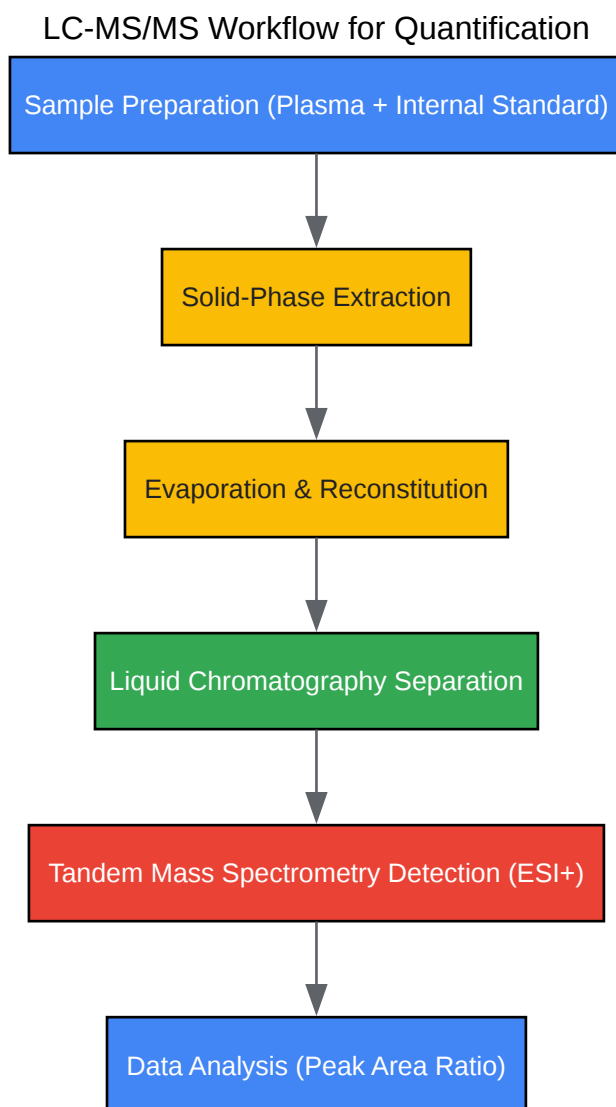 LC-MS/MS Workflow for Quantification
Sample Preparation (Plasma + Internal Standard)
Solid-Phase Extraction
Evaporation & Reconstitution
Liquid Chromatography Separation
Tandem Mass Spectrometry Detection (ESI+)
Data Analysis (Peak Area Ratio)